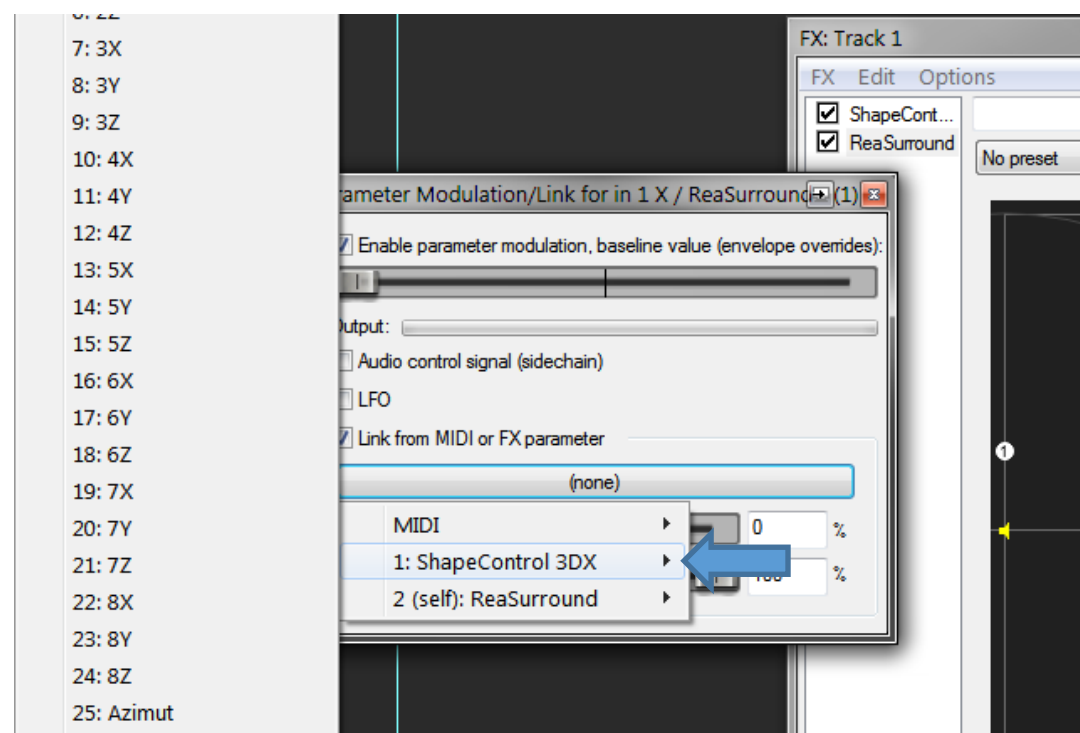 7: 3X
8: 3Y
9: 3Z
10: 4X
11: 4Y
12: 4Z
13: 5X
14: 5Y
15: 5Z
16: 6X
17: 6Y
18: 6Z
19: 7X
20: 7Y
21: 7Z
22: 8X
23: 8Y
24: 8Z
25: Azimut
FX: Track 1
FX Edit Options
ShapeCont...
ReaSurround
No preset
rameter Modulation/Link for in 1 X / ReaSurround (1)
Enable parameter modulation, baseline value (envelope overrides):
utput:
Audio control signal (sidechain)
LFO
Link from MIDI or FX parameter
(none)
MIDI
0 %
1: ShapeControl 3DX
%
2 (self): ReaSurround
1